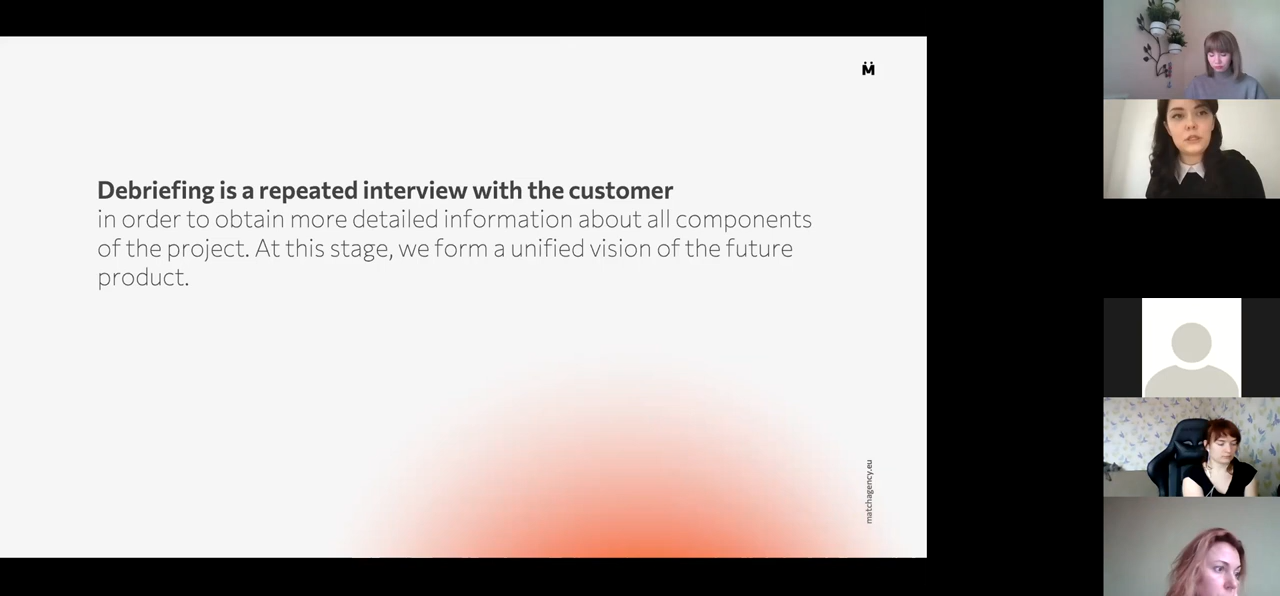 M̈
Debriefing is a repeated interview with the customer
in order to obtain more detailed information about all components
of the project. At this stage, we form a unified vision of the future
product.
matchagency.eu